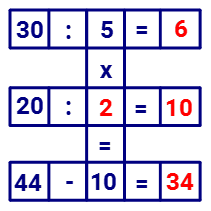 30 : 5 = 6
x
20 : 2 = 10
=
44 - 10 = 34